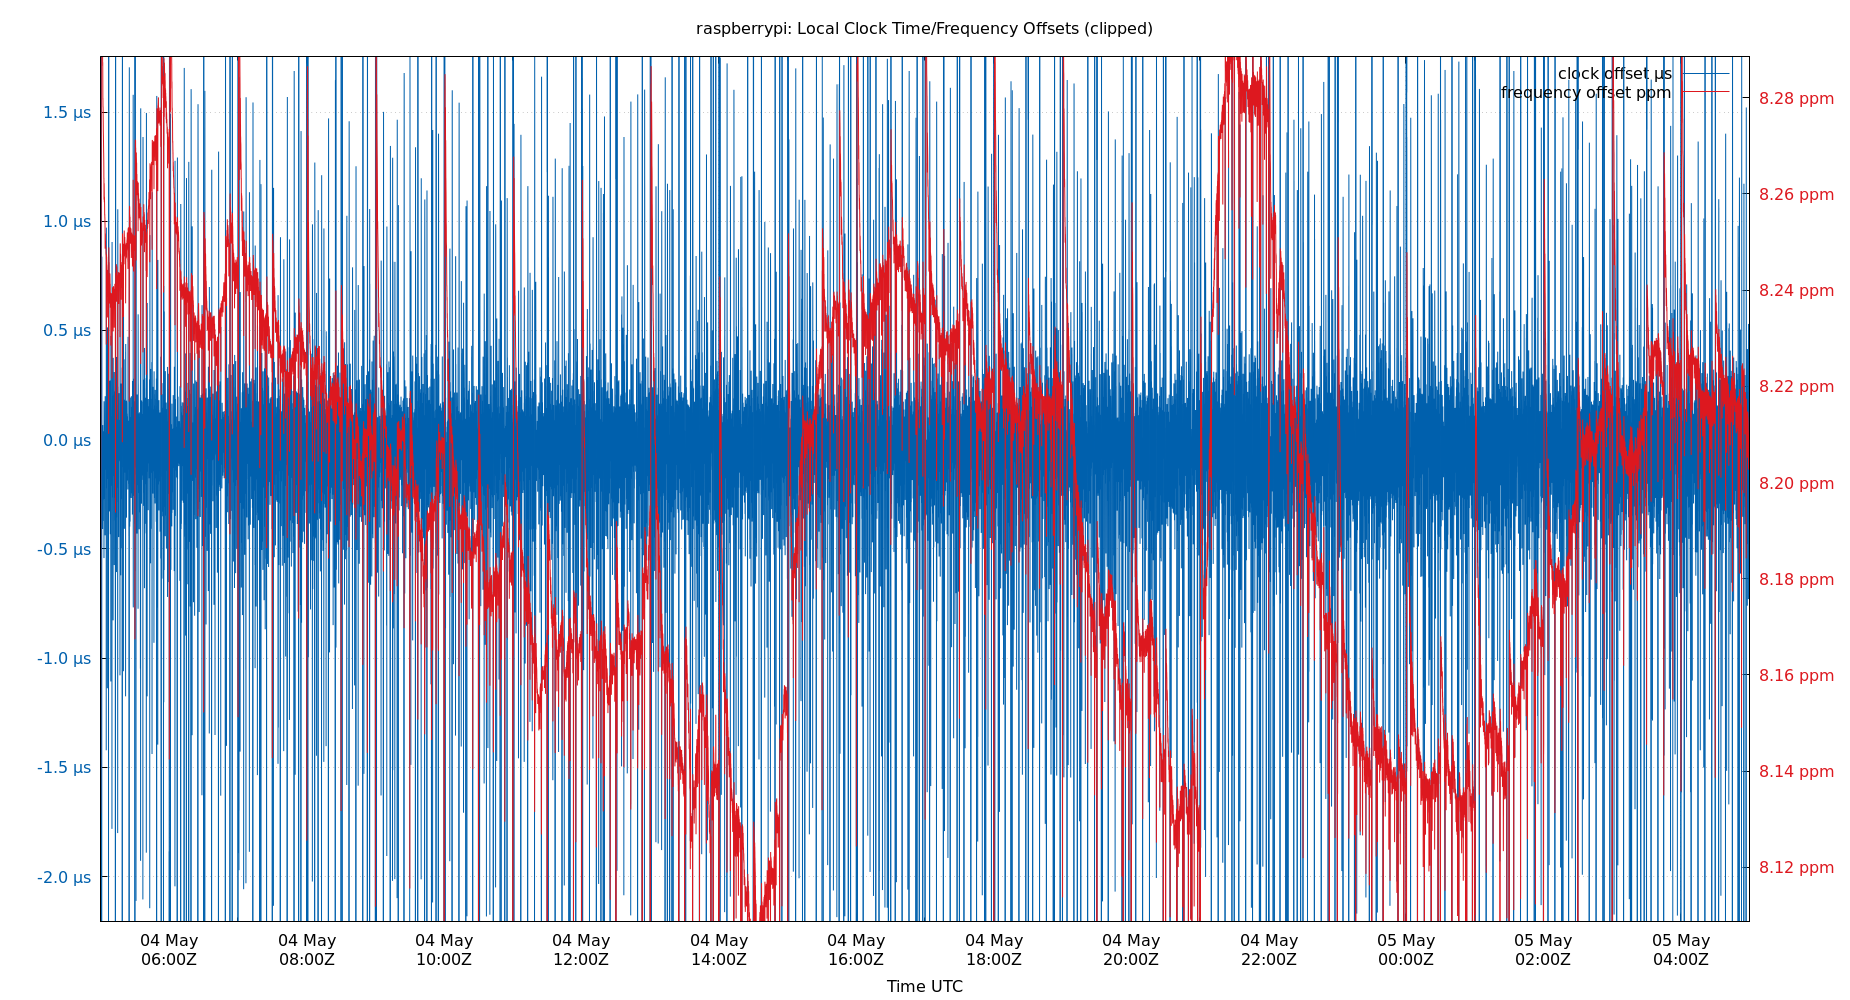 raspberrypi: Local Clock Time/Frequency Offsets (clipped)
clock offset µs
frequency offset ppm
1.5 µs
1.0 µs
0.5 µs
0.0 µs
-0.5 µs
-1.0 µs
-1.5 µs
-2.0 µs
8.28 ppm
8.26 ppm
8.24 ppm
8.22 ppm
8.20 ppm
8.18 ppm
8.16 ppm
8.14 ppm
8.12 ppm
04 May 04 May 04 May 04 May 04 May 04 May 04 May 04 May 04 May 05 May 05 May 05 May
06:00Z 08:00Z 10:00Z 12:00Z 14:00Z 16:00Z 18:00Z 20:00Z 22:00Z 00:00Z 02:00Z 04:00Z
Time UTC